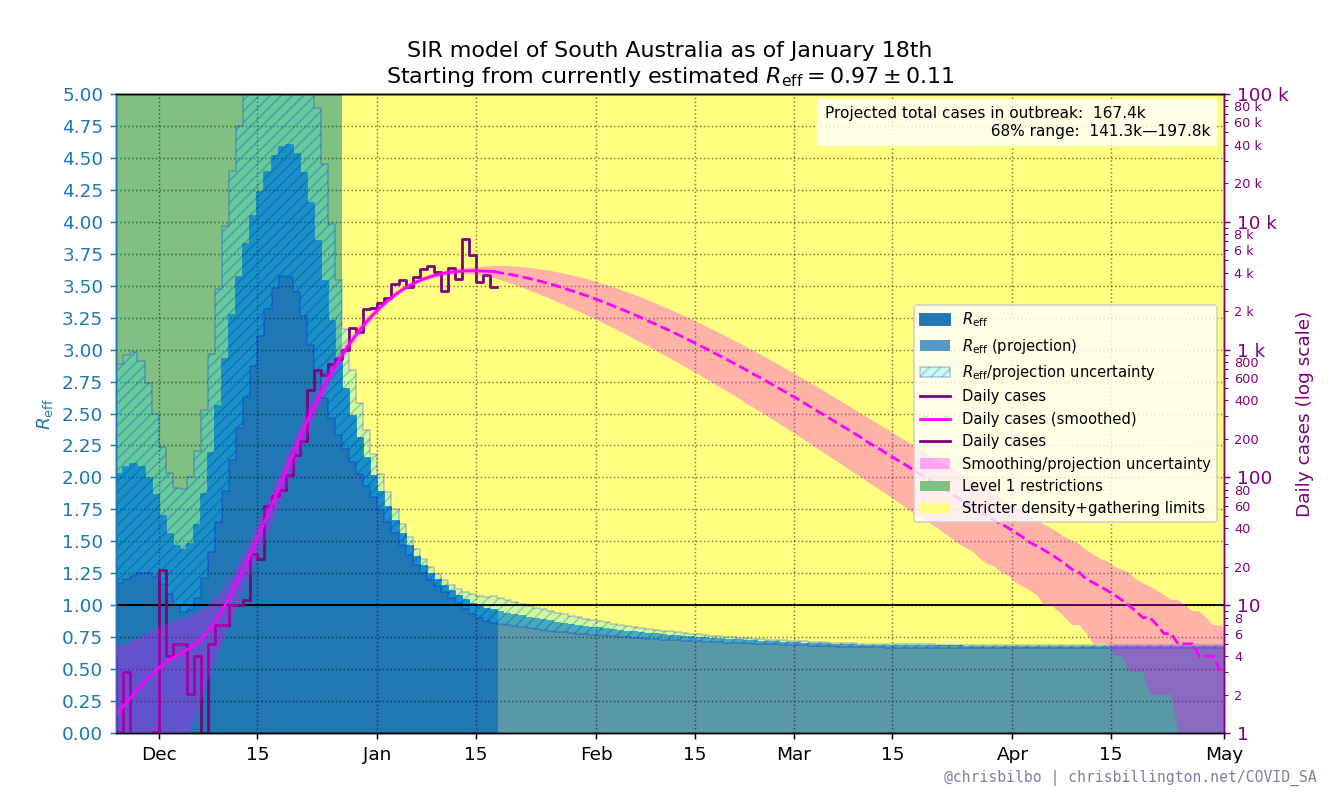 SIR model of South Australia as of January 18th
Starting from currently estimated R_eff = 0.97 ± 0.11
Projected total cases in outbreak: 167.4k
68% range: 141.3k—197.8k
R_eff
5.00
4.75
4.50
4.25
4.00
3.75
3.50
3.25
3.00
2.75
2.50
2.25
2.00
1.75
1.50
1.25
1.00
0.75
0.50
0.25
0.00
R_eff
R_eff (projection)
R_eff/projection uncertainty
Daily cases
Daily cases (smoothed)
Daily cases
Smoothing/projection uncertainty
Level 1 restrictions
Stricter density+gathering limits
100 k
80 k
60 k
40 k
20 k
10 k
8 k
6 k
4 k
2 k
1 k
800
600
400
200
100
80
60
40
20
10
8
6
4
2
1
Daily cases (log scale)
Dec 15 Jan 15 Feb 15 Mar 15 Apr 15 May
@chrisbilbo | chrisbillington.net/COVID_SA